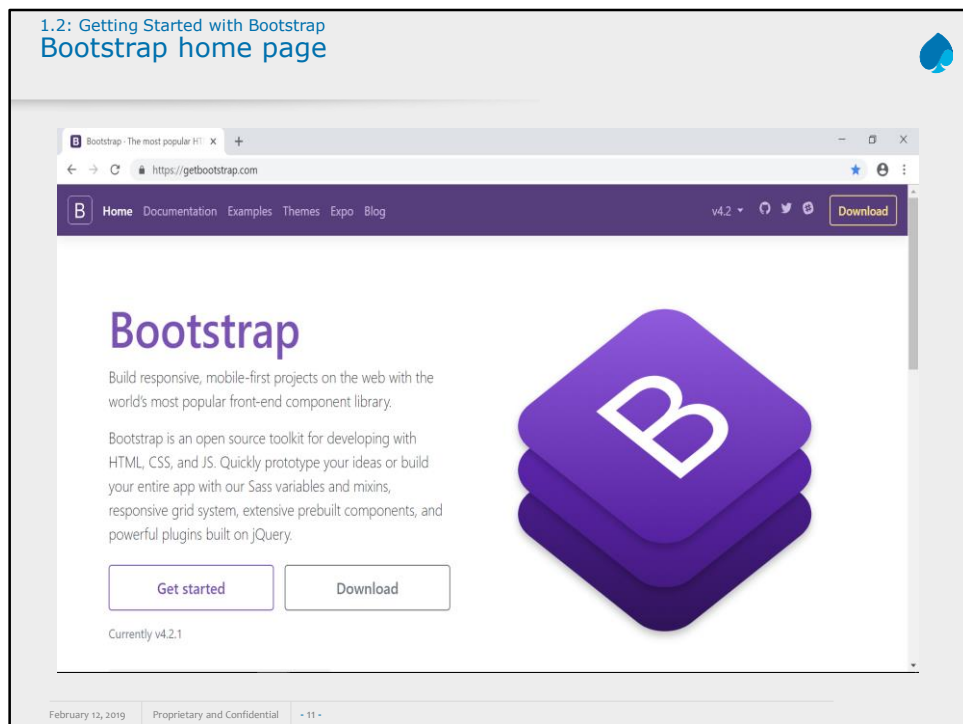 1.2: Getting Started with Bootstrap
Bootstrap home page
B Bootstrap · The most popular HT
https://getbootstrap.com
B Home Documentation Examples Themes Expo Blog v4.2 Download
Bootstrap
Build responsive, mobile-first projects on the web with the
world's most popular front-end component library.
Bootstrap is an open source toolkit for developing with
HTML, CSS, and JS. Quickly prototype your ideas or build
your entire app with our Sass variables and mixins,
responsive grid system, extensive prebuilt components, and
powerful plugins built on jQuery.
Get started Download
Currently v4.2.1
B
February 12, 2019 Proprietary and Confidential - 11 -